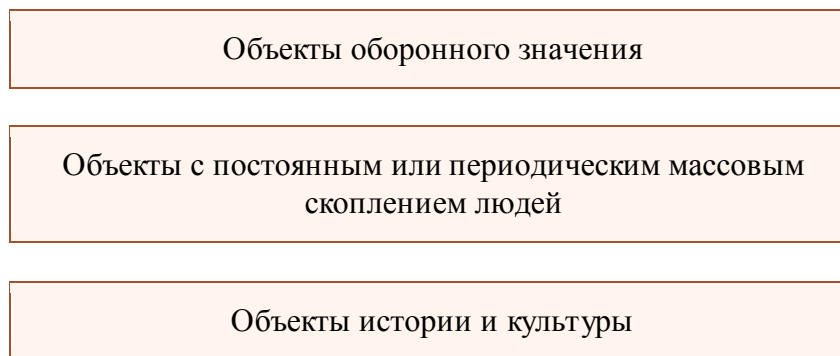 Объекты оборонного значения
Объекты с постоянным или периодическим массовым
скоплением людей
Объекты истории и культуры